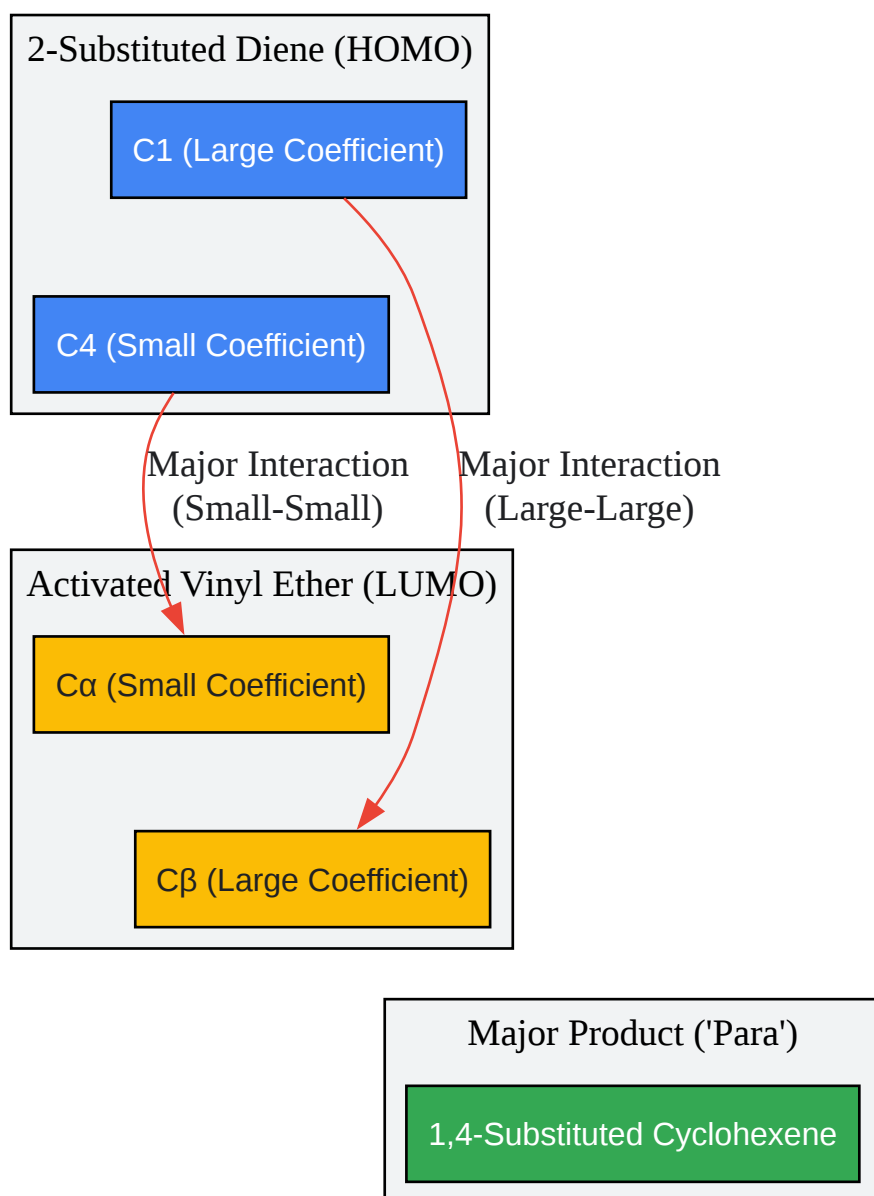 2-Substituted Diene (HOMO)
C1 (Large Coefficient)
C4 (Small Coefficient)
Major Interaction
(Small-Small)
Major Interaction
(Large-Large)
Activated Vinyl Ether (LUMO)
Cα (Small Coefficient)
Cβ (Large Coefficient)
Major Product ('Para')
1,4-Substituted Cyclohexene